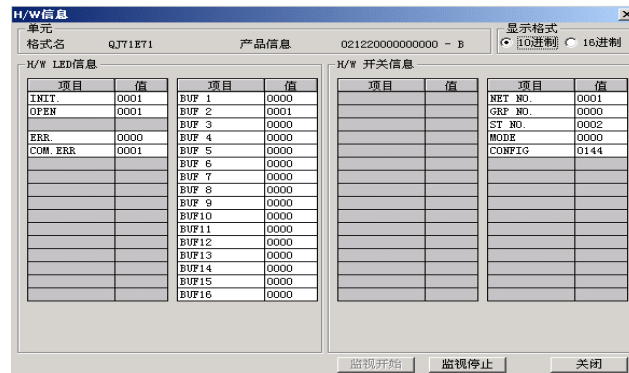 H/W信息
单元
格式名 QJ71E71 产品信息 021220000000000 - B
显示格式
10进制 16进制
H/W LED信息
项目 值 项目 值
INIT. 0001 BUF 1 0000
OPEN 0001 BUF 2 0001
BUF 3 0000
ERR. 0000 BUF 4 0000
COM.ERR 0001 BUF 5 0000
BUF 6 0000
BUF 7 0000
BUF 8 0000
BUF 9 0000
BUF10 0000
BUF11 0000
BUF12 0000
BUF13 0000
BUF14 0000
BUF15 0000
BUF16 0000
H/W 开关信息
项目 值 项目 值
NET NO. 0001
GRP NO. 0000
ST NO. 0002
MODE 0000
CONFIG 0144
监视开始 监视停止 关闭